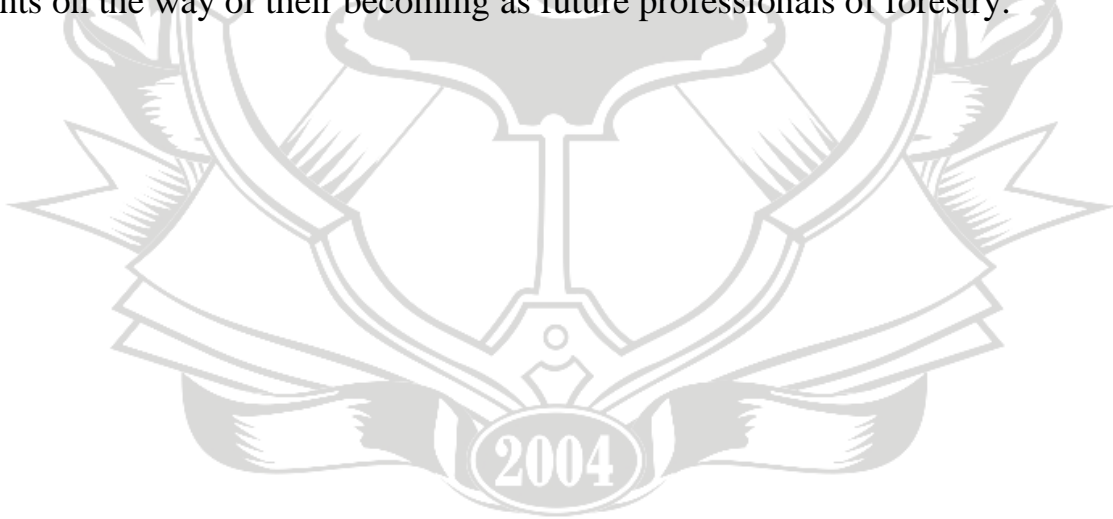 nts on the way of their becoming as future professionals of forestry.
2004